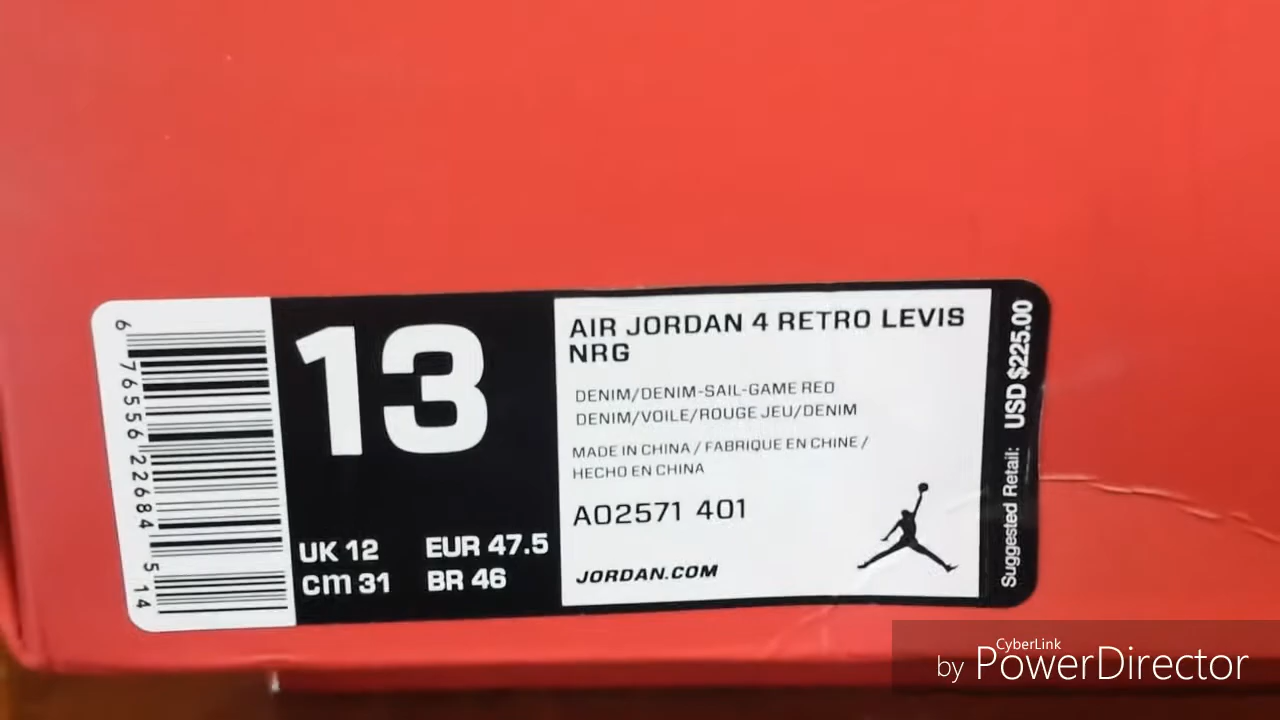 6 76556 22684 5 14
13
UK 12 EUR 47.5
cm 31 BR 46
AIR JORDAN 4 RETRO LEVIS
NRG
DENIM/DENIM-SAIL-GAME RED
DENIM/VOILE/ROUGE JEU/DENIM
MADE IN CHINA / FABRIQUE EN CHINE /
HECHO EN CHINA
AO2571 401
JORDAN.COM
Suggested Retail: USD $225.00
CyberLink
by PowerDirector